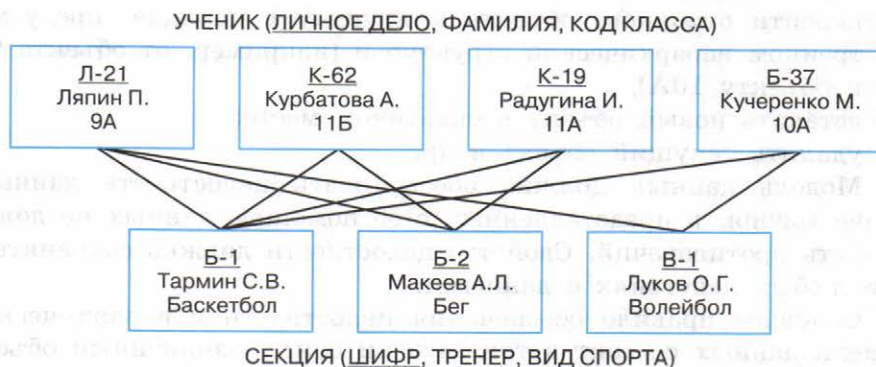 УЧЕНИК (ЛИЧНОЕ ДЕЛО, ФАМИЛИЯ, КОД КЛАССА)
Л-21 К-62 К-19 Б-37
Ляпин П. Курбатова А. Радугина И. Кучеренко М.
9А 11Б 11А 10А
Б-1 Б-2 В-1
Тармин С.В. Макеев А.Л. Луков О.Г.
Баскетбол Бег Волейбол
СЕКЦИЯ (ШИФР, ТРЕНЕР, ВИД СПОРТА)